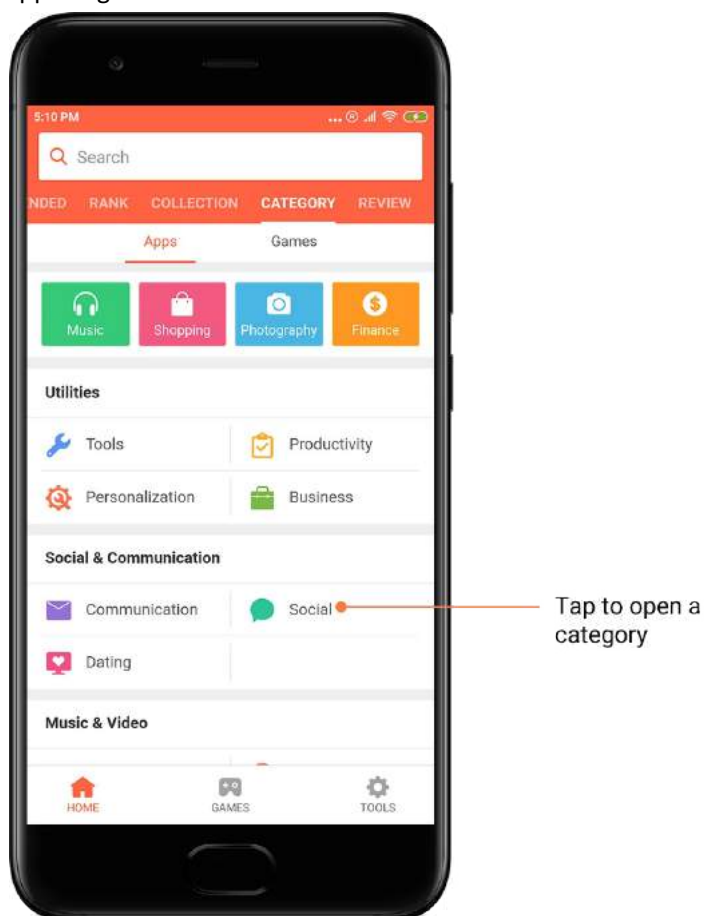 5:10 PM
Search
NDED RANK COLLECTION CATEGORY REVIEW
Apps Games
Music Shopping Photography Finance
Utilities
Tools Productivity
Personalization Business
Social & Communication
Communication Social
Tap to open a
category
Dating
Music & Video
HOME GAMES TOOLS